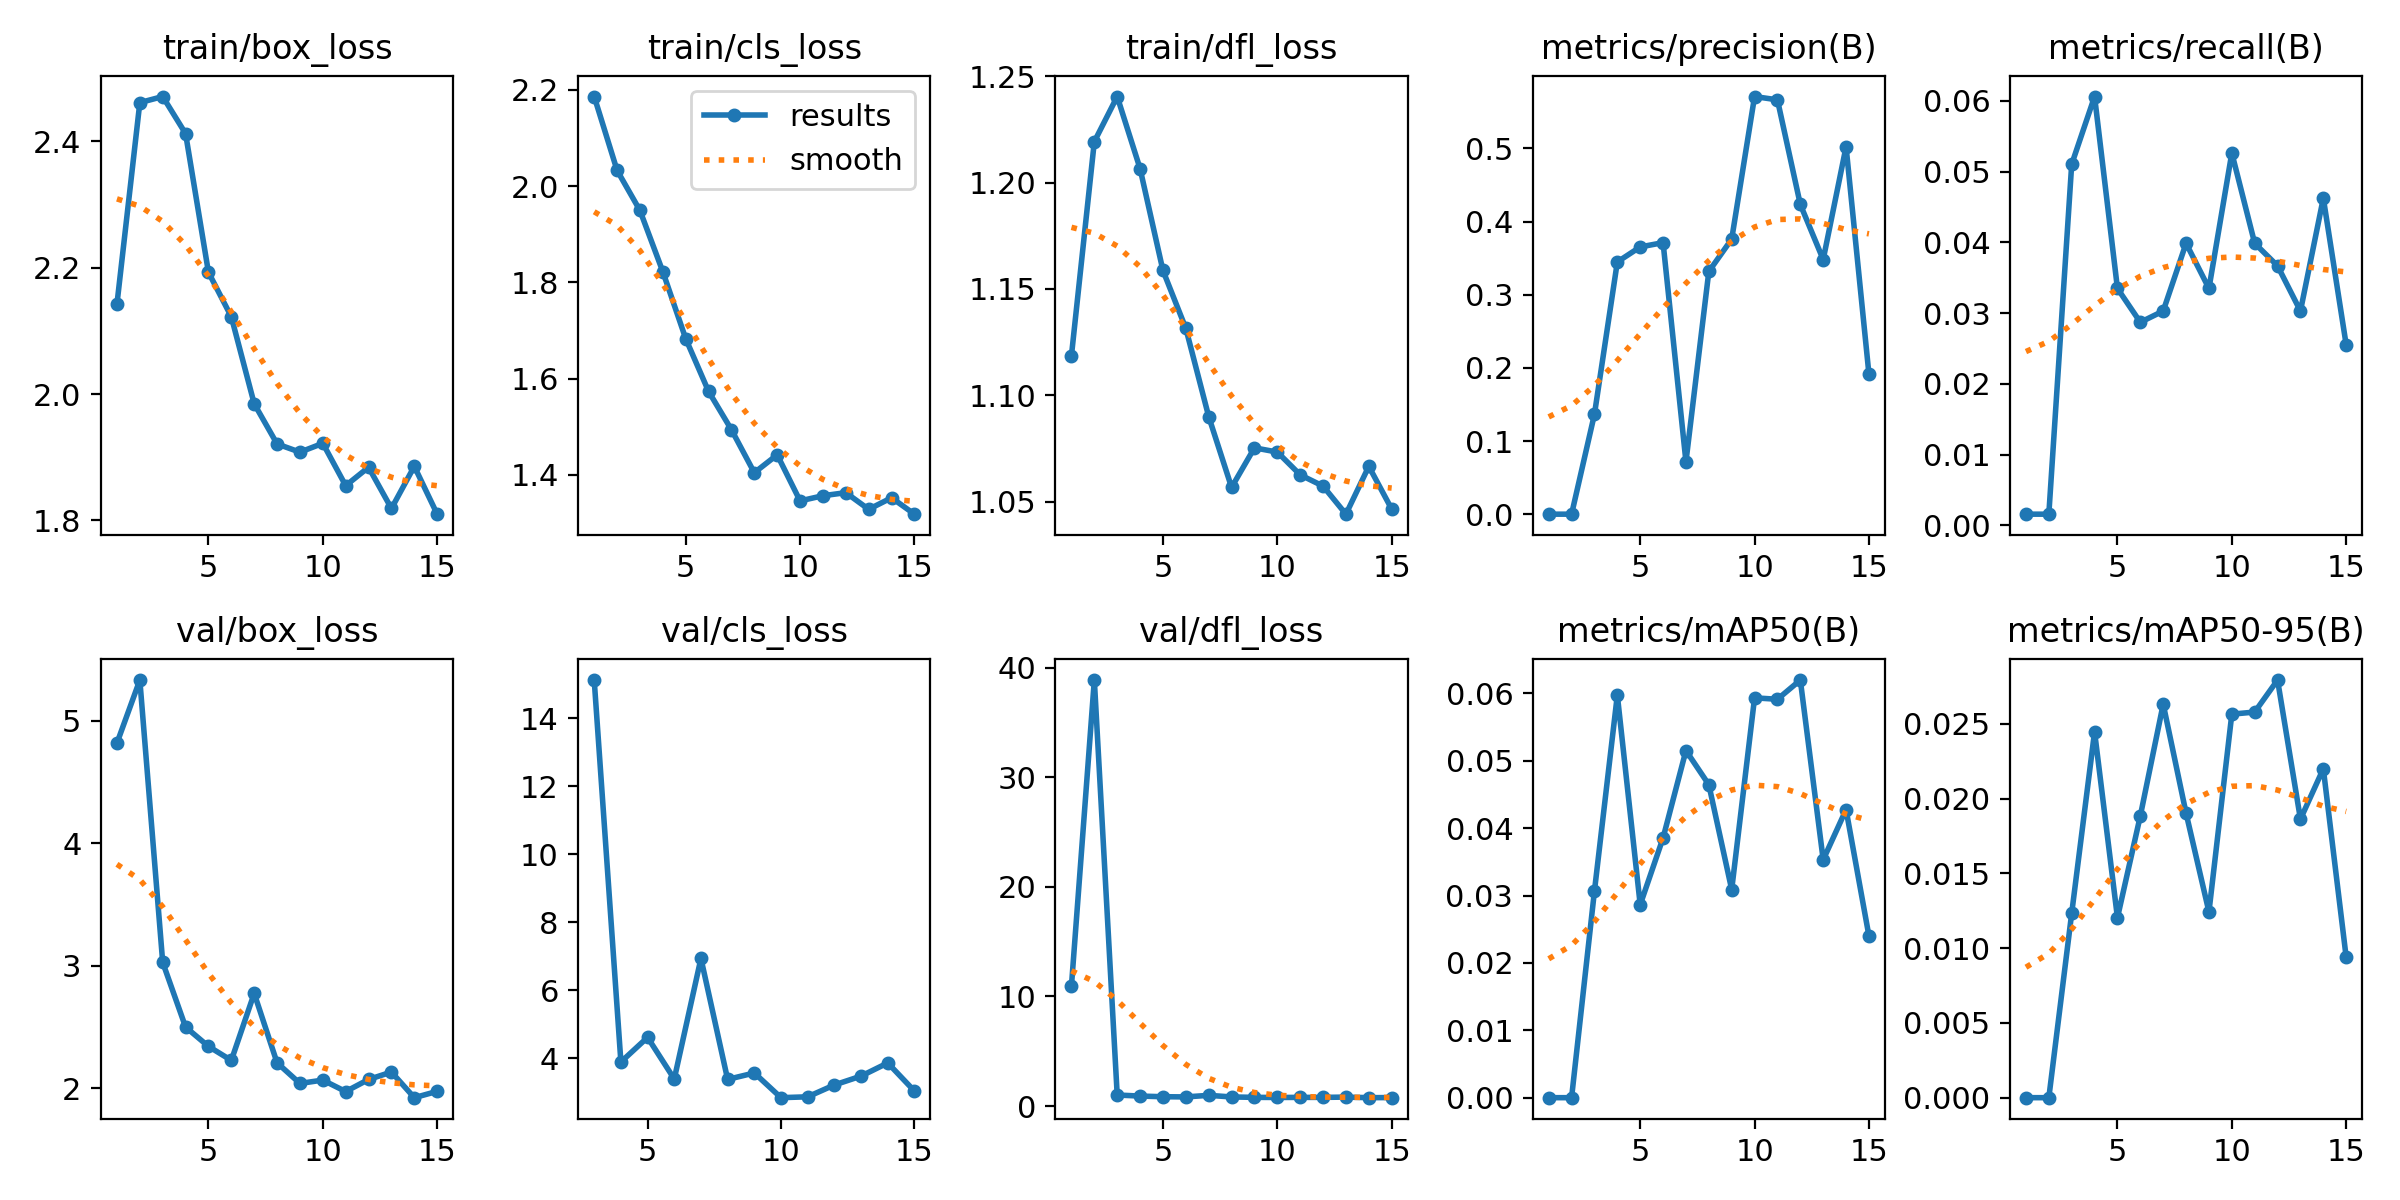 train/box_loss
train/cls_loss
train/dfl_loss
metrics/precision(B)
metrics/recall(B)
2.4
2.2
2.0
1.8
5 10 15
2.2
2.0
1.8
1.6
1.4
results
smooth
5 10 15
1.25
1.20
1.15
1.10
1.05
5 10 15
0.5
0.4
0.3
0.2
0.1
0.0
5 10 15
0.06
0.05
0.04
0.03
0.02
0.01
0.00
5 10 15
val/box_loss
val/cls_loss
val/dfl_loss
metrics/mAP50(B)
metrics/mAP50-95(B)
5
4
3
2
5 10 15
14
12
10
8
6
4
5 10 15
40
30
20
10
0
5 10 15
0.06
0.05
0.04
0.03
0.02
0.01
0.00
5 10 15
0.025
0.020
0.015
0.010
0.005
0.000
5 10 15